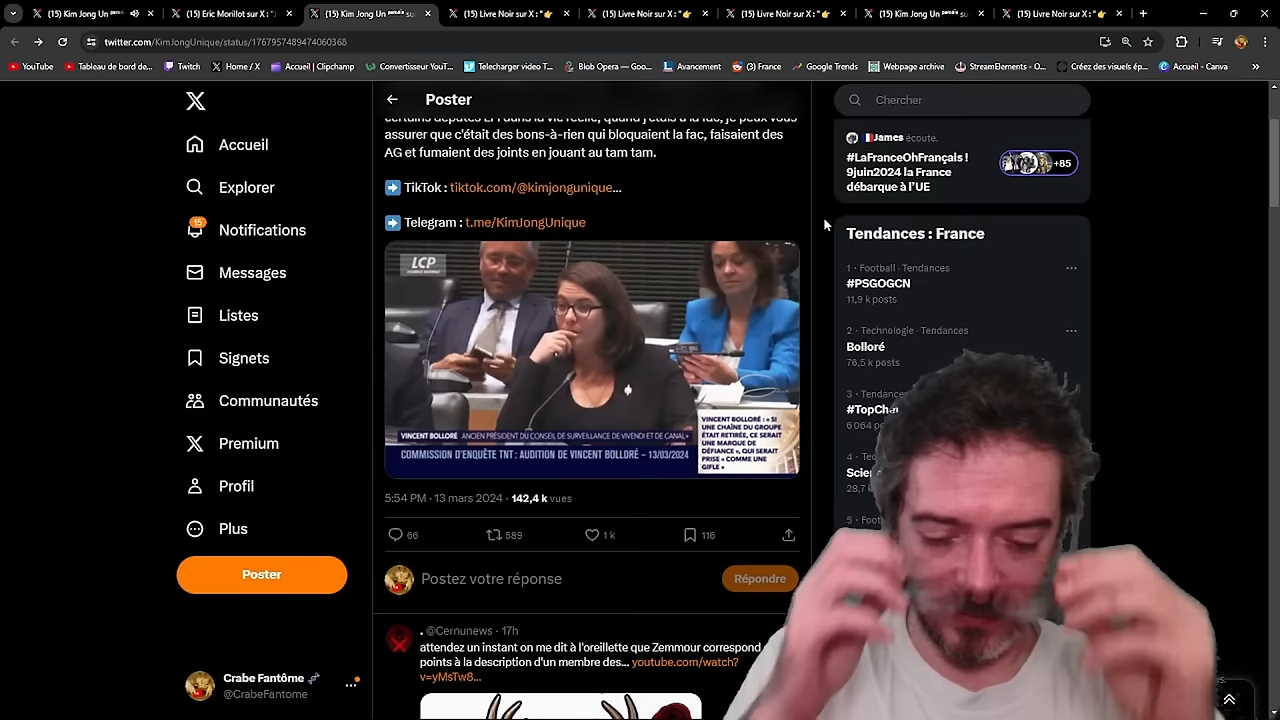 (5) Kim Jong Un
Eric Morillot sur X : "J
(5) Kim Jong Un
(5) Livre Noir sur X : "
(5) Livre Noir sur X : "
(5) Livre Noir sur X : "
(5) Kim Jong Un
(5) Livre Noir sur X : "
twitter.com/KimJongUnique/status/1767957489474060368
YouTube
Tableau de bord de...
Twitch
Home / X
Accueil | Clipchamp
Convertisseur YouT...
Telecharger video T...
Blob Opera — Goo...
Avancement
(3) France
Google Trends
Webpage archive
StreamElements - O...
Créez des visuels ép...
Accueil - Canva
Accueil
Explorer
15
Notifications
Messages
Listes
Signets
Communautés
Premium
Profil
Plus
Poster
Crabe Fantôme
@CrabeFantome
Poster
certains députés LFI dans la vie réelle, quand j'étais à la fac, je peux vous
assurer que c'était des bons-à-rien qui bloquaient la fac, faisaient des
AG et fumaient des joints en jouant au tam tam.
TikTok : tiktok.com/@kimjongunique...
Telegram : t.me/KimJongUnique
LCP
VINCENT BOLLORÉ ANCIEN PRÉSIDENT DU CONSEIL DE SURVEILLANCE DE VIVENDI ET DE CANAL+
COMMISSION D'ENQUÊTE TNT : AUDITION DE VINCENT BOLLORÉ – 13/03/2024
VINCENT BOLLORÉ : « SI
UNE CHAÎNE DU GROUPE
ÉTAIT RETIRÉE, CE SERAIT
UNE MARQUE DE
DÉFIANCE », QUI SERAIT
PRISE « COMME UNE
GIFLE »
5:54 PM · 13 mars 2024 · 142,4 k vues
66
589
1 k
116
Postez votre réponse
Répondre
. @Cernunews · 17h
attendez un instant on me dit à l'oreillette que Zemmour correspond
points à la description d'un membre des... youtube.com/watch?
v=yMsTw8...
Chercher
James écoute.
#LaFranceOhFrançais !
9juin2024 la France
débarque à l'UE
+85
Tendances : France
1 · Football · Tendances
#PSGOGCN
11,9 k posts
2 · Technologie · Tendances
Bolloré
76,5 k posts
3 · Tendances
#TopChe
6 064
4 ·
Scien
28,7
5 · Foot